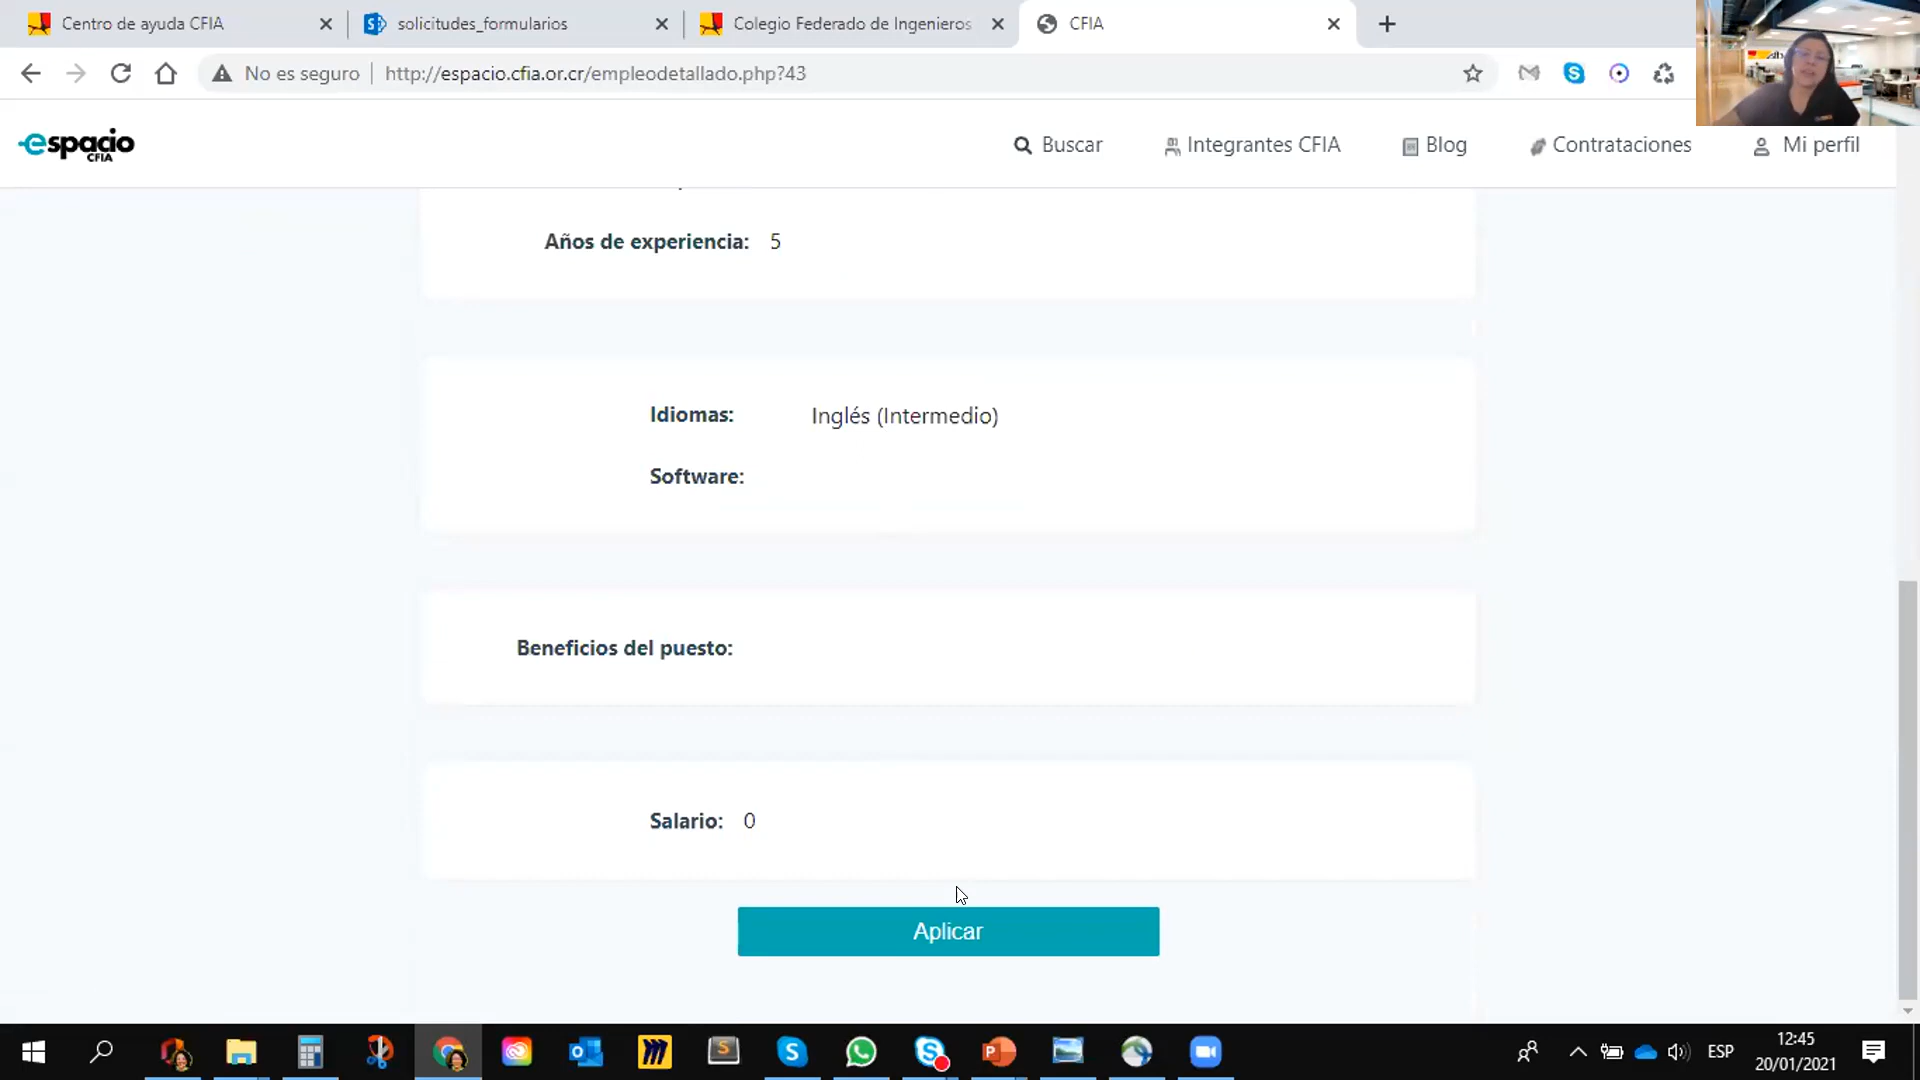 Centro de ayuda CFIA
solicitudes_formularios
Colegio Federado de Ingenieros
CFIA
No es seguro
http://espacio.cfia.or.cr/empleodetallado.php?43
espacio
CFIA
Buscar
Integrantes CFIA
Blog
Contrataciones
Mi perfil
Años de experiencia: 5
Idiomas: Inglés (Intermedio)
Software:
Beneficios del puesto:
Salario: 0
Aplicar
ESP
12:45
20/01/2021